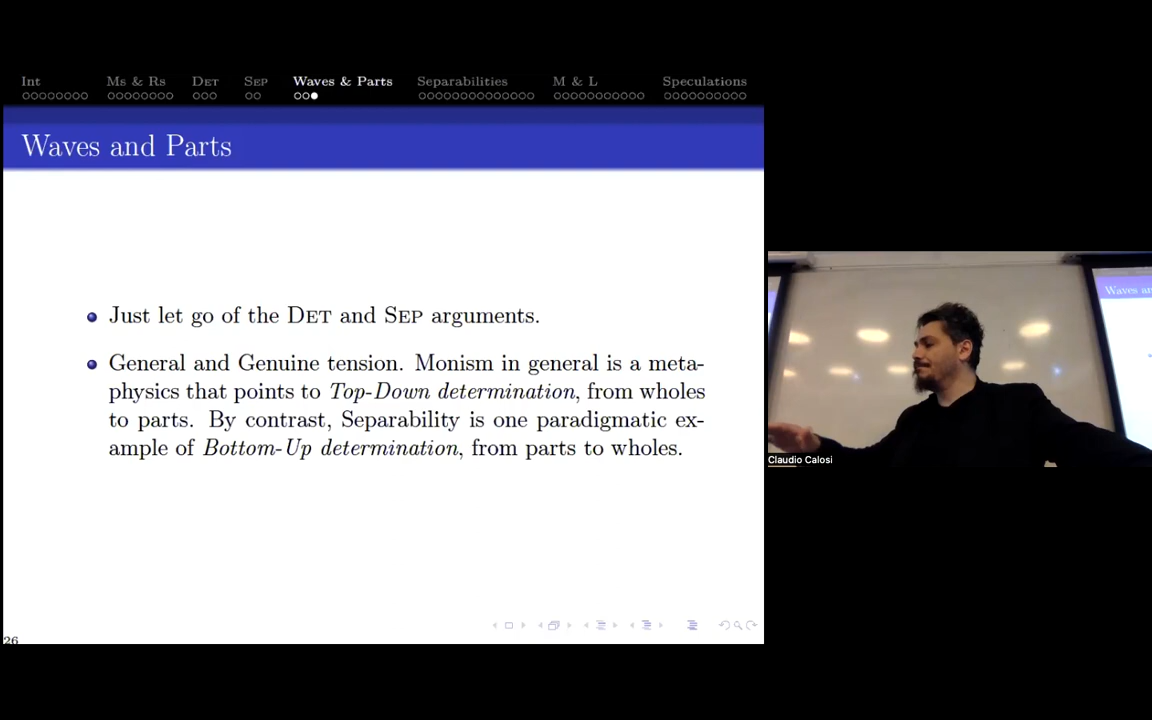 Int Ms & Rs Det Sep Waves & Parts Separabilities M & L Speculations
Waves and Parts
Just let go of the Det and Sep arguments.
General and Genuine tension. Monism in general is a meta-
physics that points to Top-Down determination, from wholes
to parts. By contrast, Separability is one paradigmatic ex-
ample of Bottom-Up determination, from parts to wholes.
26
Waves an
Claudio Calosi